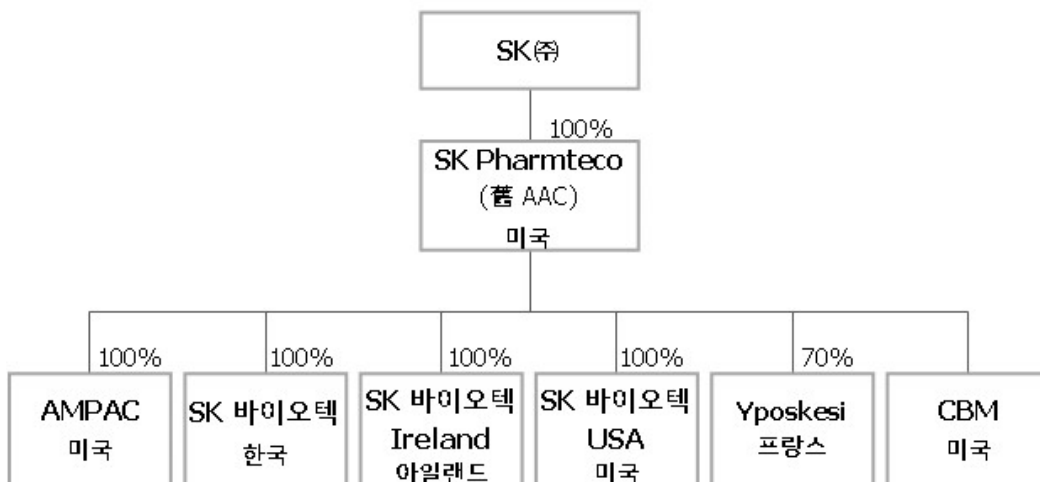 SK㈜
100%
SK Pharmteco
(舊 AAC)
미국
100%
100%
100%
100%
70%
AMPAC
미국
SK 바이오텍
한국
SK 바이오텍
Ireland
아일랜드
SK 바이오텍
USA
미국
Yposkesi
프랑스
CBM
미국